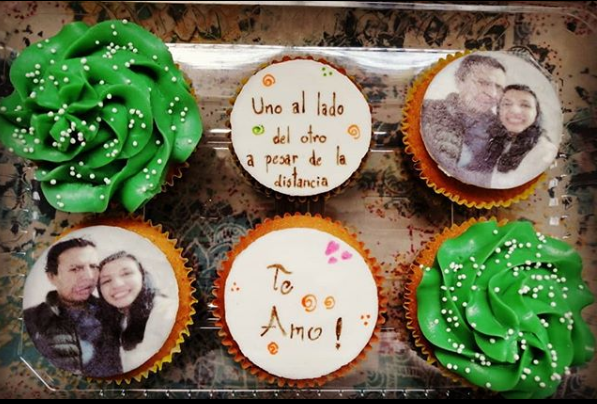 Uno al lado
del otro
a pesar de la
distancia
Te
Amo!